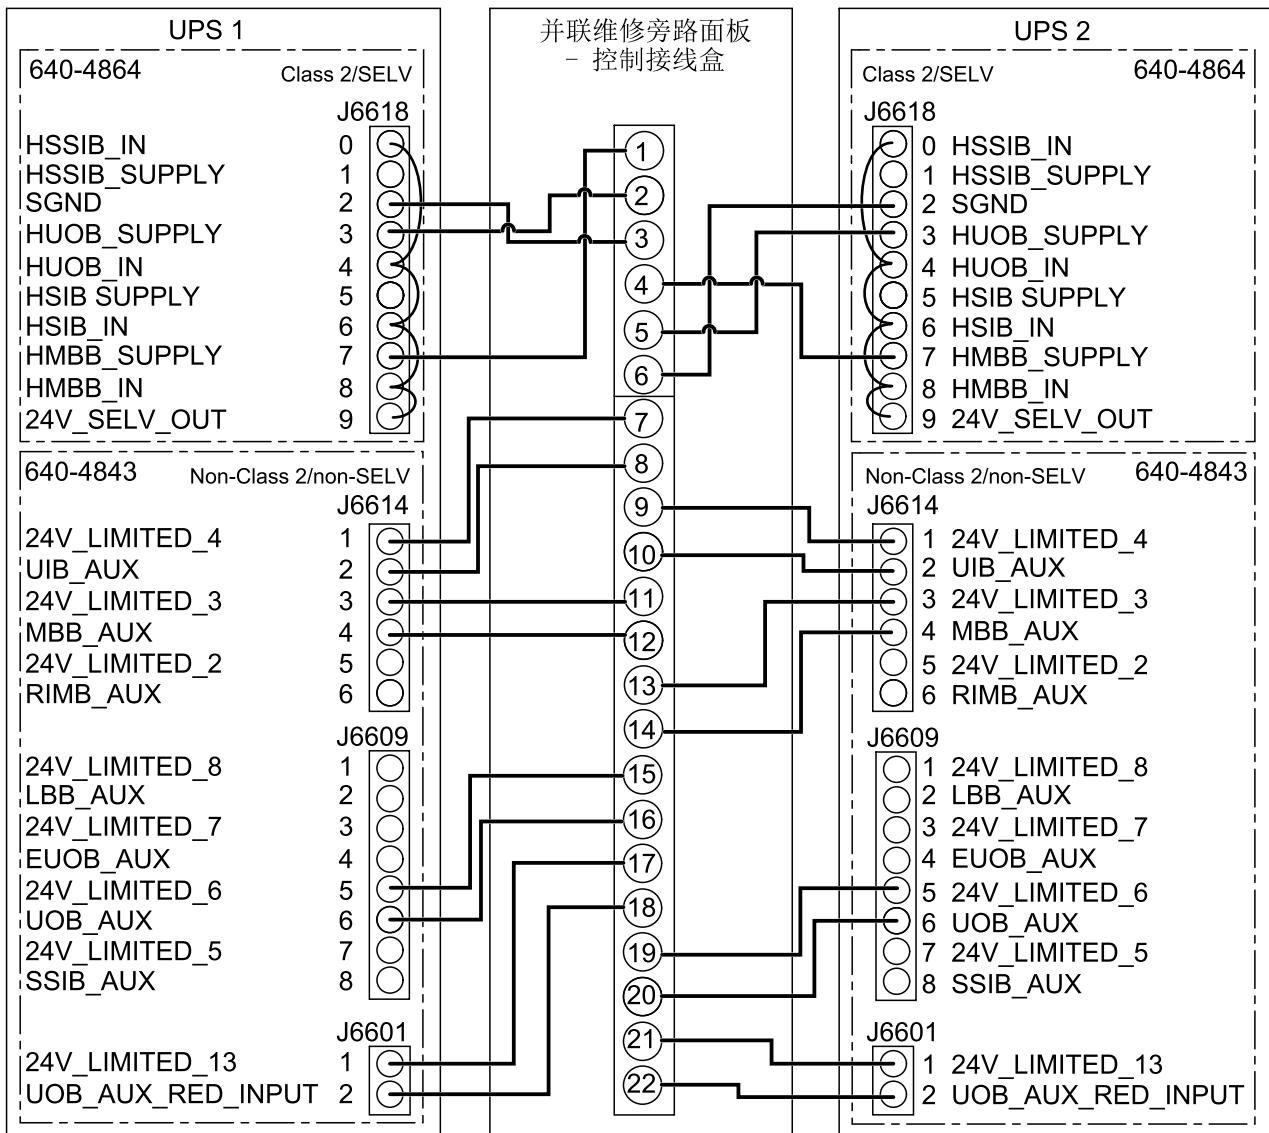 UPS 1
640-4864
Class 2/SELV
J6618
HSSIB_IN 0
HSSIB_SUPPLY 1
SGND 2
HUOB_SUPPLY 3
HUOB_IN 4
HSIB SUPPLY 5
HSIB_IN 6
HMBB_SUPPLY 7
HMBB_IN 8
24V_SELV_OUT 9
640-4843
Non-Class 2/non-SELV
J6614
24V_LIMITED_4 1
UIB_AUX 2
24V_LIMITED_3 3
MBB_AUX 4
24V_LIMITED_2 5
RIMB_AUX 6
J6609
24V_LIMITED_8 1
LBB_AUX 2
24V_LIMITED_7 3
EUOB_AUX 4
24V_LIMITED_6 5
UOB_AUX 6
24V_LIMITED_5 7
SSIB_AUX 8
J6601
24V_LIMITED_13 1
UOB_AUX_RED_INPUT 2
并联维修旁路面板
- 控制接线盒
1
2
3
4
5
6
7
8
9
10
11
12
13
14
15
16
17
18
19
20
21
22
UPS 2
Class 2/SELV
640-4864
J6618
0 HSSIB_IN
1 HSSIB_SUPPLY
2 SGND
3 HUOB_SUPPLY
4 HUOB_IN
5 HSIB SUPPLY
6 HSIB_IN
7 HMBB_SUPPLY
8 HMBB_IN
9 24V_SELV_OUT
Non-Class 2/non-SELV
640-4843
J6614
1 24V_LIMITED_4
2 UIB_AUX
3 24V_LIMITED_3
4 MBB_AUX
5 24V_LIMITED_2
6 RIMB_AUX
J6609
1 24V_LIMITED_8
2 LBB_AUX
3 24V_LIMITED_7
4 EUOB_AUX
5 24V_LIMITED_6
6 UOB_AUX
7 24V_LIMITED_5
8 SSIB_AUX
J6601
1 24V_LIMITED_13
2 UOB_AUX_RED_INPUT